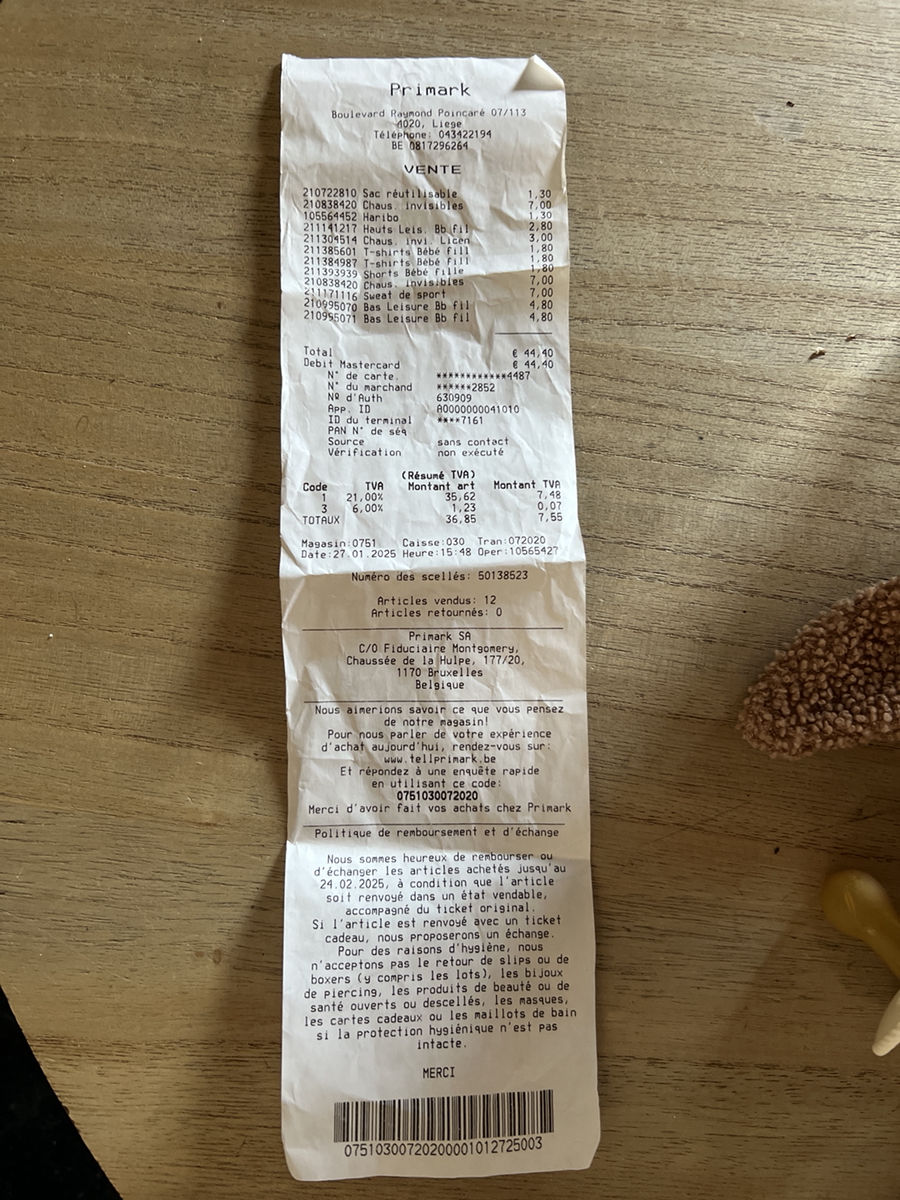 Primark
Boulevard Raymond Poincaré 07/113
4020, Liege
Téléphone: 043422194
BE 0817296264
VENTE
210722810 Sac réutilisable 1,30
210838420 Chaus. invisibles 7,00
105564452 Haribo 1,30
211141217 Hauts Leis. Bb fil 2,80
211304514 Chaus. invi. Licen 3,00
211385601 T-shirts Bébé fill 1,80
211384987 T-shirts Bébé fill 1,80
211393939 Shorts Bébé fille 1,80
210838420 Chaus. invisibles 7,00
211171116 Sweat de sport 7,00
210995070 Bas Leisure Bb fil 4,80
210995071 Bas Leisure Bb fil 4,80
Total € 44,40
Debit Mastercard € 44,40
N° de carte. ************4487
N° du marchand ******2852
Nº d'Auth 630909
App. ID A0000000041010
ID du terminal ****7161
PAN N° de séq
Source sans contact
Vérification non exécuté
(Résumé TVA)
Code TVA Montant art Montant TVA
1 21,00% 35,62 7,48
3 6,00% 1,23 0,07
TOTAUX 36,85 7,55
Magasin:0751 Caisse:030 Tran:072020
Date:27.01.2025 Heure:15:48 Oper:10565427
Numéro des scellés: 50138523
Articles vendus: 12
Articles retournés: 0
Primark SA
C/O Fiduciaire Montgomery,
Chaussée de la Hulpe, 177/20,
1170 Bruxelles
Belgique
Nous aimerions savoir ce que vous pensez
de notre magasin!
Pour nous parler de votre expérience
d'achat aujourd'hui, rendez-vous sur:
www.tellprimark.be
Et répondez à une enquête rapide
en utilisant ce code:
0751030072020
Merci d'avoir fait vos achats chez Primark
Politique de remboursement et d'échange
Nous sommes heureux de rembourser ou
d'échanger les articles achetés jusqu'au
24.02.2025, à condition que l'article
soit renvoyé dans un état vendable,
accompagné du ticket original.
Si l'article est renvoyé avec un ticket
cadeau, nous proposerons un échange.
Pour des raisons d'hygiène, nous
n'acceptons pas le retour de slips ou de
boxers (y compris les lots), les bijoux
de piercing, les produits de beauté ou de
santé ouverts ou descellés, les masques,
les cartes cadeaux ou les maillots de bain
si la protection hygiénique n'est pas
intacte.
MERCI
07510300720200001012725003